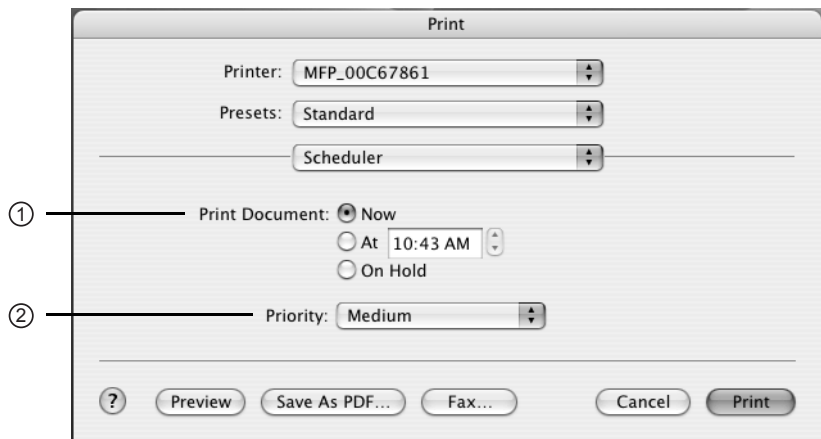 Print
Printer: MFP_00C67861
Presets: Standard
Scheduler
① Print Document: Now
At 10:43 AM
On Hold
② Priority: Medium
? Preview Save As PDF... Fax... Cancel Print